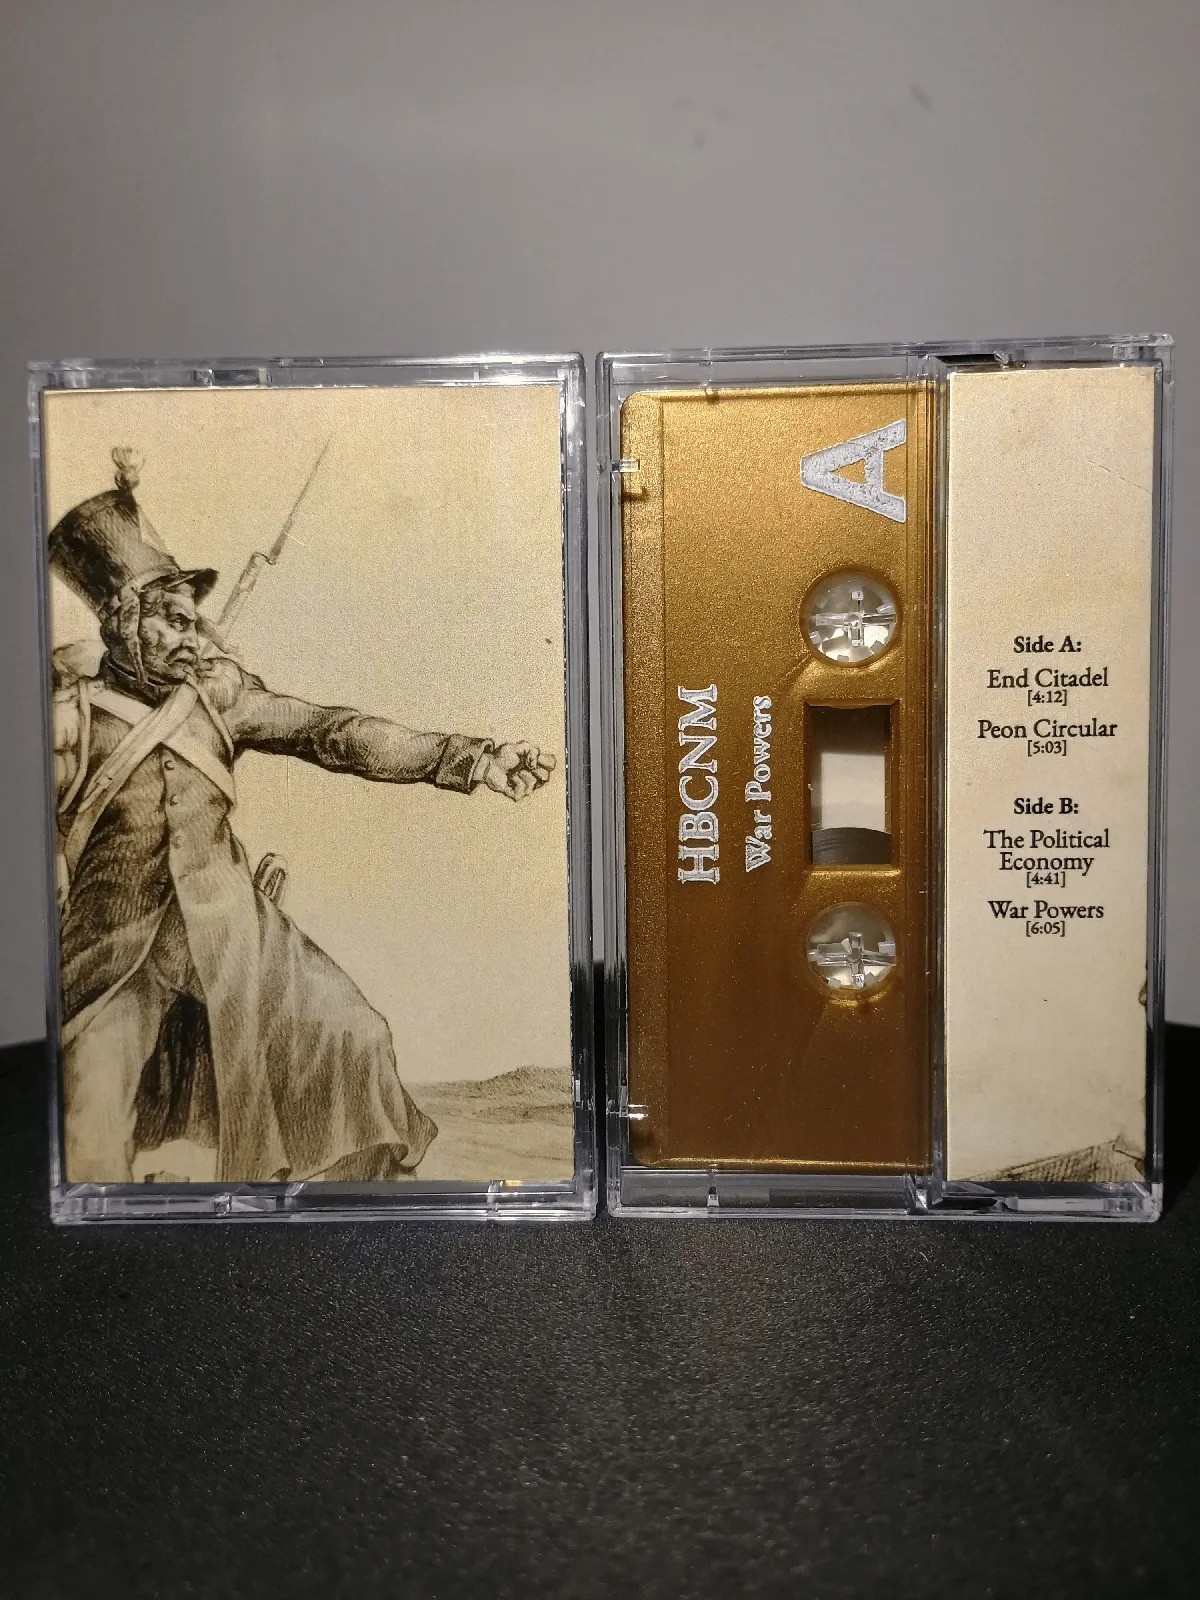 A
HBCNM
War Powers
Side A:
End Citadel
[4:12]
Peon Circular
[5:03]
Side B:
The Political
Economy
[4:41]
War Powers
[6:05]